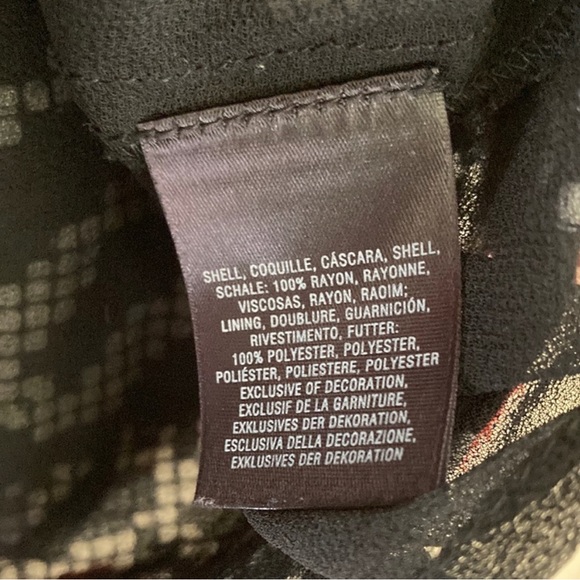 SHELL, COQUILLE, CÁSCARA, SHELL,
SCHALE: 100% RAYON, RAYONNE,
VISCOSAS, RAYON, RAOIM;
LINING, DOUBLURE, GUARNICIÓN,
RIVESTIMENTO, FUTTER:
100% POLYESTER, POLYESTER,
POLIÉSTER, POLIESTERE, POLYESTER
EXCLUSIVE OF DECORATION,
EXCLUSIF DE LA GARNITURE,
EXKLUSIVES DER DEKORATION,
ESCLUSIVA DELLA DECORAZIONE,
EXKLUSIVES DER DEKORATION